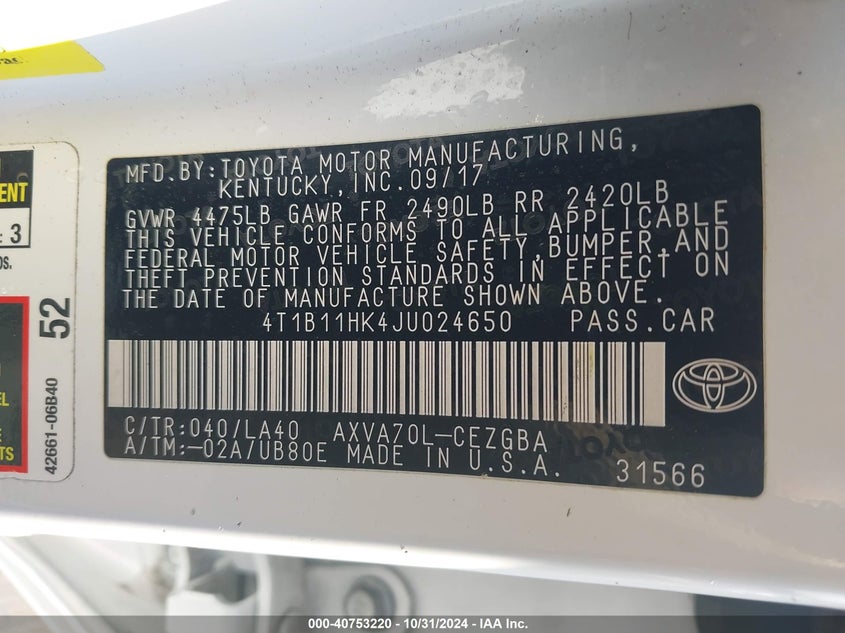 MFD.BY:TOYOTA MOTOR MANUFACTURING,
KENTUCKY,INC.09/17
GVWR 4475LB GAWR FR 2490LB RR 2420LB
THIS VEHICLE CONFORMS TO ALL APPLICABLE
FEDERAL MOTOR VEHICLE SAFETY,BUMPER,AND
THEFT PREVENTION STANDARDS IN EFFECT ON
THE DATE OF MANUFACTURE SHOWN ABOVE.
4T1B11HK4JU024650 PASS.CAR
C/TR:040/LA40 AXVA70L-CEZGBA
A/TM:-02A/UB80E MADE IN U.S.A. 31566
52
42661-06B40
: 3
000-40753220 - 10/31/2024 - IAA Inc.